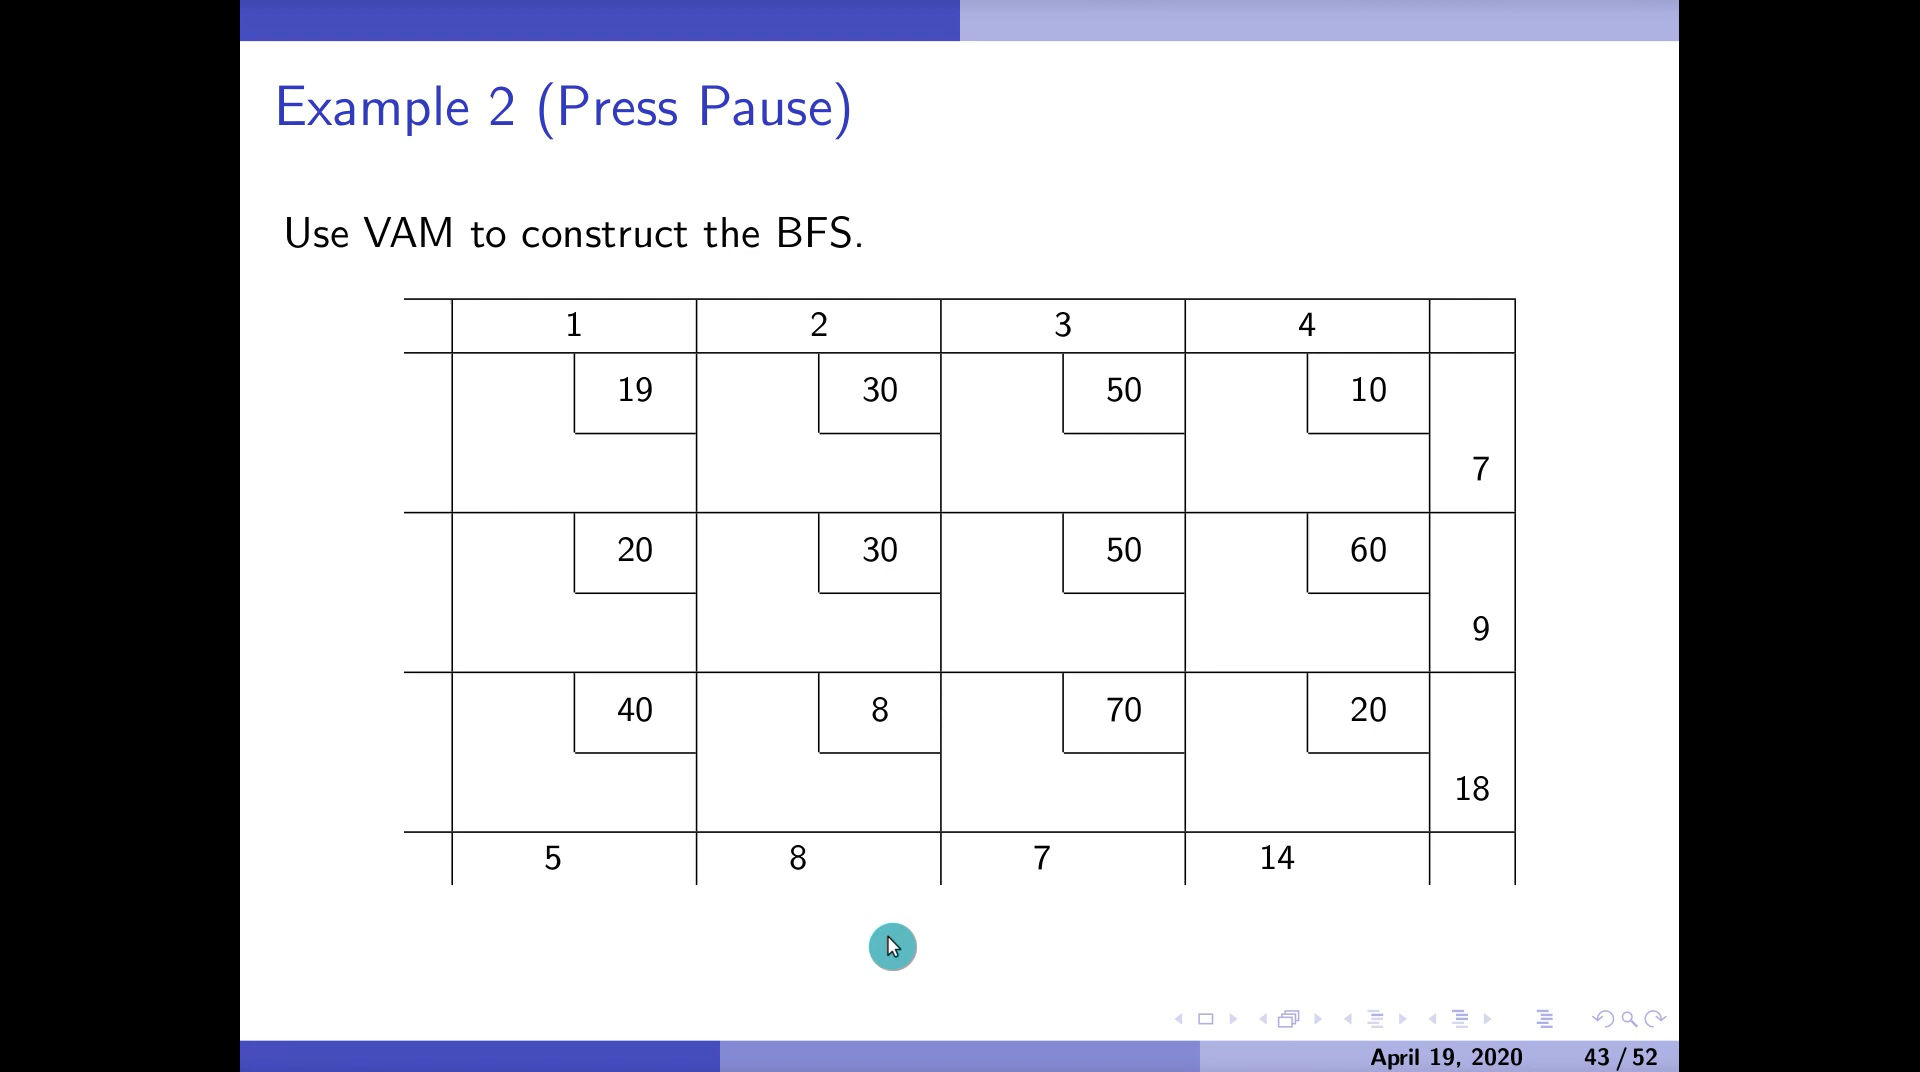 Example 2 (Press Pause)
Use VAM to construct the BFS.
1 2 3 4
19 30 50 10
7
20 30 50 60
9
40 8 70 20
18
5 8 7 14
April 19, 2020 43 / 52